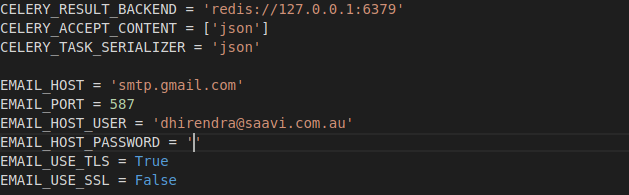 CELERY_RESULT_BACKEND = 'redis://127.0.0.1:6379'
CELERY_ACCEPT_CONTENT = ['json']
CELERY_TASK_SERIALIZER = 'json'
EMAIL_HOST = 'smtp.gmail.com'
EMAIL_PORT = 587
EMAIL_HOST_USER = 'dhirendra@saavi.com.au'
EMAIL_HOST_PASSWORD = ''
EMAIL_USE_TLS = True
EMAIL_USE_SSL = False